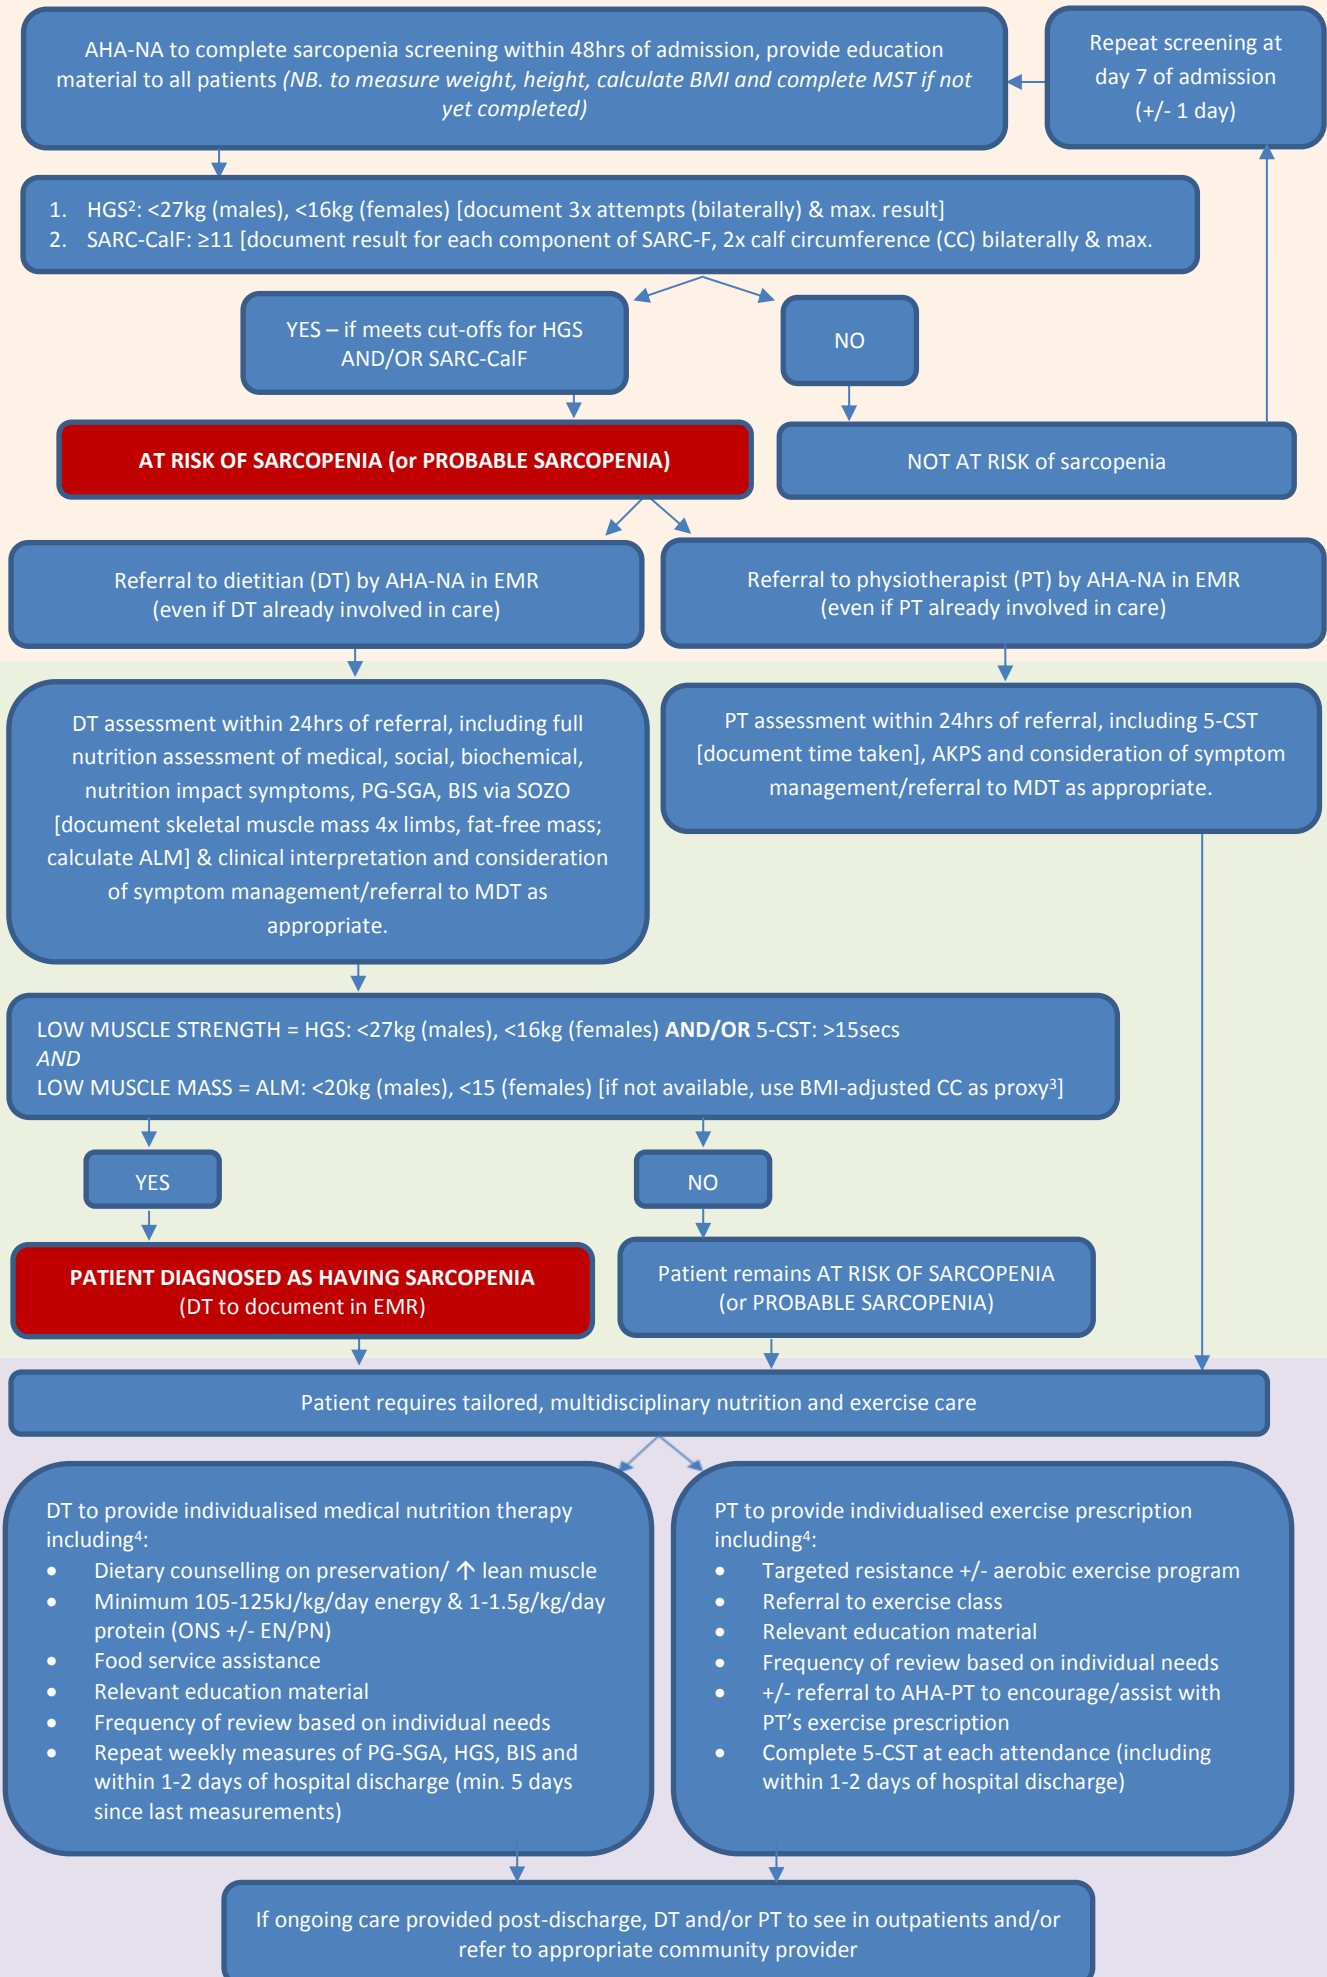 AHA-NA to complete sarcopenia screening within 48hrs of admission, provide education
material to all patients (NB. to measure weight, height, calculate BMI and complete MST if not
yet completed)
Repeat screening at
day 7 of admission
(+/- 1 day)
1. HGS²: <27kg (males), <16kg (females) [document 3x attempts (bilaterally) & max. result]
2. SARC-CalF: ≥11 [document result for each component of SARC-F, 2x calf circumference (CC) bilaterally & max.
YES – if meets cut-offs for HGS
AND/OR SARC-CalF
NO
AT RISK OF SARCOPENIA (or PROBABLE SARCOPENIA)
NOT AT RISK of sarcopenia
Referral to dietitian (DT) by AHA-NA in EMR
(even if DT already involved in care)
Referral to physiotherapist (PT) by AHA-NA in EMR
(even if PT already involved in care)
DT assessment within 24hrs of referral, including full
nutrition assessment of medical, social, biochemical,
nutrition impact symptoms, PG-SGA, BIS via SOZO
[document skeletal muscle mass 4x limbs, fat-free mass;
calculate ALM] & clinical interpretation and consideration
of symptom management/referral to MDT as
appropriate.
PT assessment within 24hrs of referral, including 5-CST
[document time taken], AKPS and consideration of symptom
management/referral to MDT as appropriate.
LOW MUSCLE STRENGTH = HGS: <27kg (males), <16kg (females) AND/OR 5-CST: >15secs
AND
LOW MUSCLE MASS = ALM: <20kg (males), <15 (females) [if not available, use BMI-adjusted CC as proxy³]
YES
NO
PATIENT DIAGNOSED AS HAVING SARCOPENIA
(DT to document in EMR)
Patient remains AT RISK OF SARCOPENIA
(or PROBABLE SARCOPENIA)
Patient requires tailored, multidisciplinary nutrition and exercise care
DT to provide individualised medical nutrition therapy
including⁴:
• Dietary counselling on preservation/ ↑ lean muscle
• Minimum 105-125kJ/kg/day energy & 1-1.5g/kg/day
protein (ONS +/- EN/PN)
• Food service assistance
• Relevant education material
• Frequency of review based on individual needs
• Repeat weekly measures of PG-SGA, HGS, BIS and
within 1-2 days of hospital discharge (min. 5 days
since last measurements)
PT to provide individualised exercise prescription
including⁴:
• Targeted resistance +/- aerobic exercise program
• Referral to exercise class
• Relevant education material
• Frequency of review based on individual needs
• +/- referral to AHA-PT to encourage/assist with
PT’s exercise prescription
• Complete 5-CST at each attendance (including
within 1-2 days of hospital discharge)
If ongoing care provided post-discharge, DT and/or PT to see in outpatients and/or
refer to appropriate community provider